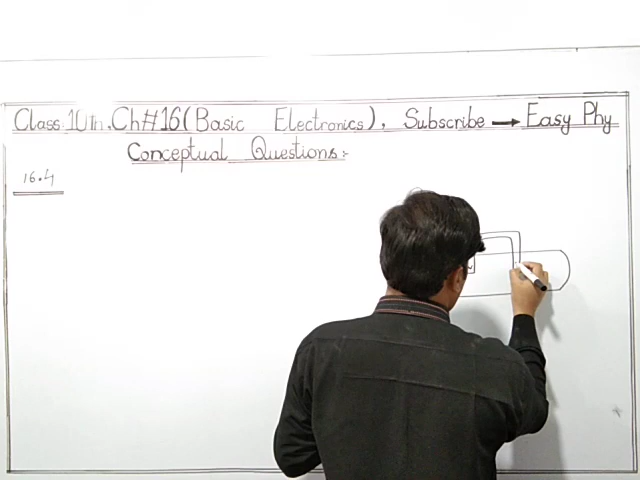 Class:10th, Ch#16 (Basic Electronics), Subscribe → Easy Phy
Conceptual Questions:-
16.4